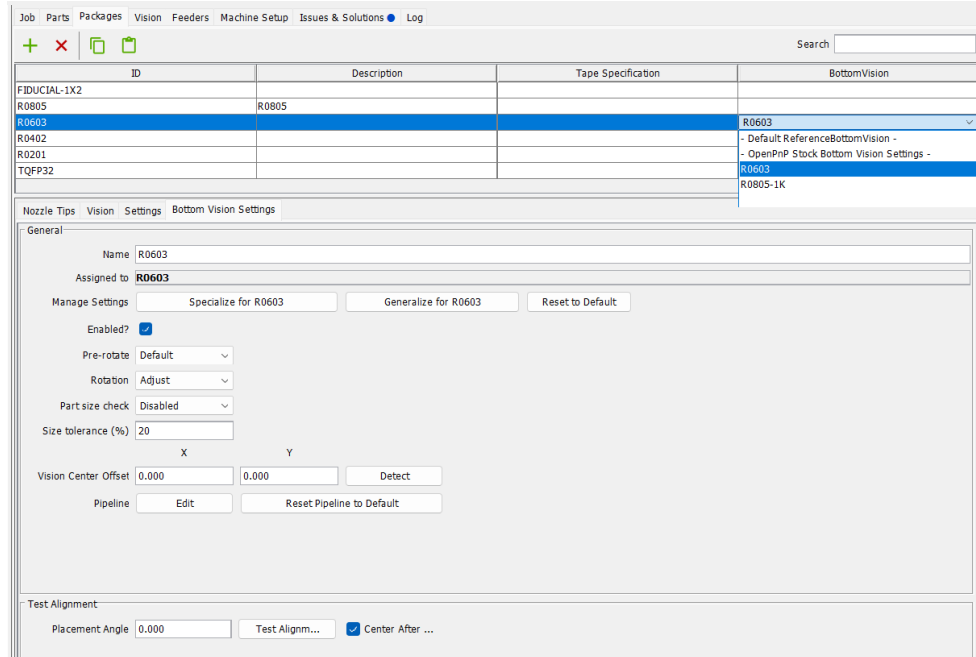 Job Parts Packages Vision Feeders Machine Setup Issues & Solutions Log
Search
ID Description Tape Specification BottomVision
FIDUCIAL-1X2
R0805 R0805
R0603 R0603
R0402 - Default ReferenceBottomVision -
R0201 - OpenPnP Stock Bottom Vision Settings -
TQFP32 R0603
R0805-1K
Nozzle Tips Vision Settings Bottom Vision Settings
General
Name R0603
Assigned to R0603
Manage Settings Specialize for R0603 Generalize for R0603 Reset to Default
Enabled?
Pre-rotate Default
Rotation Adjust
Part size check Disabled
Size tolerance (%) 20
X Y
Vision Center Offset 0.000 0.000 Detect
Pipeline Edit Reset Pipeline to Default
Test Alignment
Placement Angle 0.000 Test Alignm... Center After ...